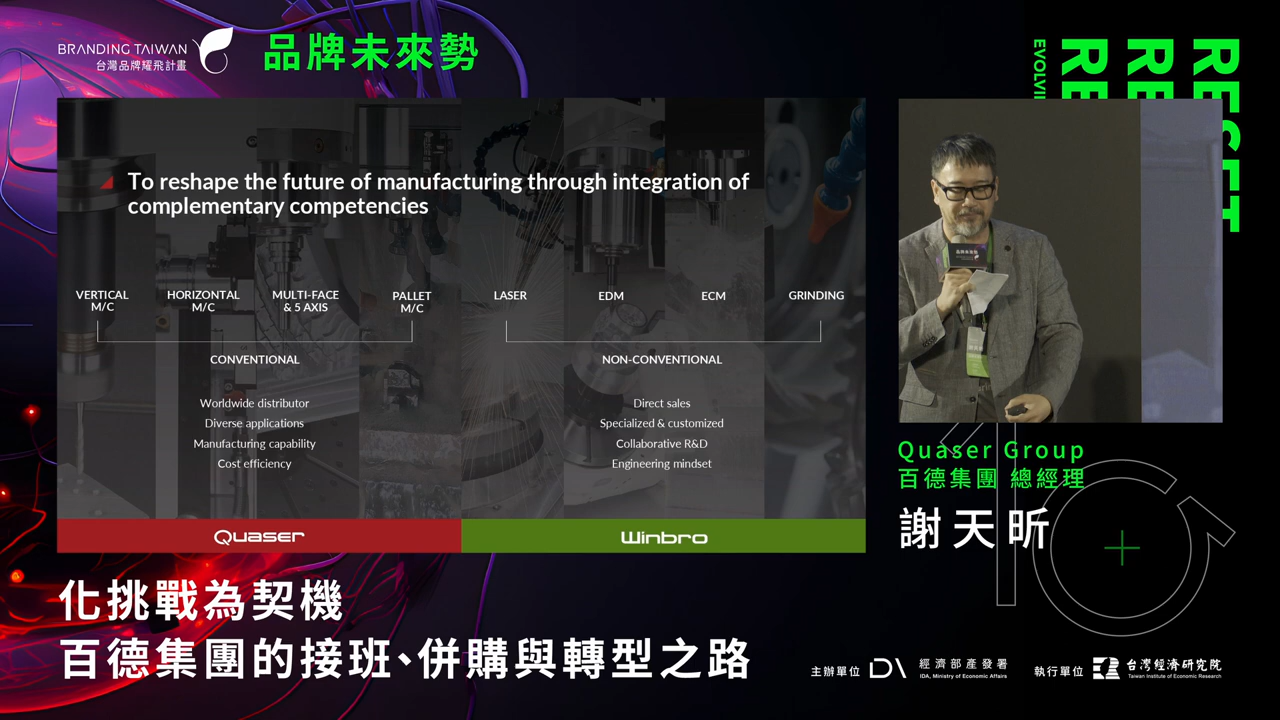 BRANDING TAIWAN
台灣品牌耀飛計畫
品牌未來勢
To reshape the future of manufacturing through integration of
complementary competencies
VERTICAL
M/C
HORIZONTAL
M/C
MULTI-FACE
& 5 AXIS
PALLET
M/C
LASER
EDM
ECM
GRINDING
CONVENTIONAL
NON-CONVENTIONAL
Worldwide distributor
Diverse applications
Manufacturing capability
Cost efficiency
Direct sales
Specialized & customized
Collaborative R&D
Engineering mindset
Quaser
Winbro
Quaser Group
百德集團 總經理
謝天昕
化挑戰為契機
百德集團的接班、併購與轉型之路
主辦單位
IDA
經濟部產發署
IDA, Ministry of Economic Affairs
執行單位
台灣經濟研究院
Taiwan Institute of Economic Research